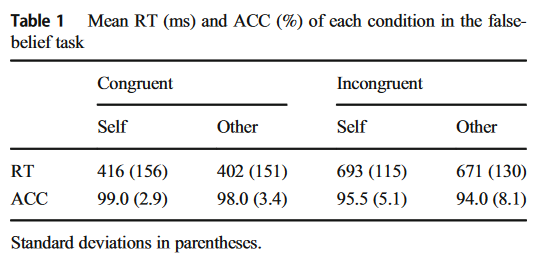 Table 1 Mean RT (ms) and ACC (%) of each condition in the false-
belief task
Congruent Incongruent
Self Other Self Other
RT 416 (156) 402 (151) 693 (115) 671 (130)
ACC 99.0 (2.9) 98.0 (3.4) 95.5 (5.1) 94.0 (8.1)
Standard deviations in parentheses.